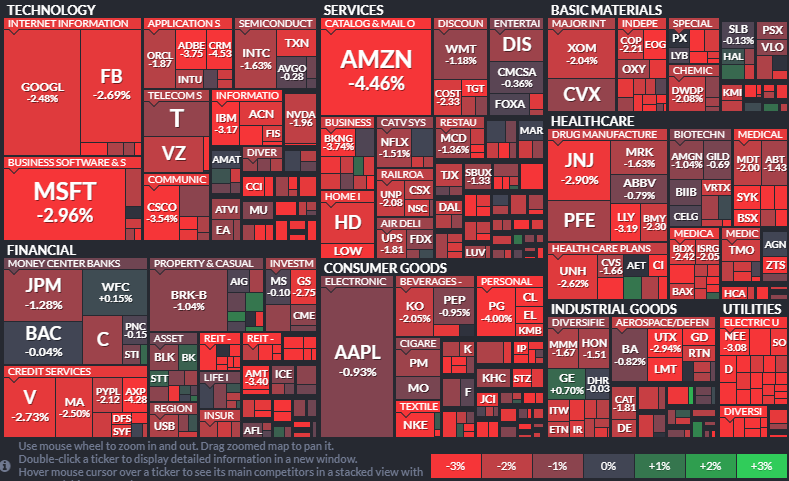 TECHNOLOGY
INTERNET INFORMATION
GOOGL
-2.48%
FB
-2.69%
APPLICATION S
ORCL
-1.87
ADBE
-3.75
CRM
-4.53
INTU
SEMICONDUCT
INTC
-1.63%
TXN
AVGO
-0.28
TELECOM S
T
VZ
INFORMATIO
IBM
-3.17
ACN
FIS
NVDA
-1.96
BUSINESS SOFTWARE & S
MSFT
-2.96%
COMMUNIC
CSCO
-3.54%
AMAT
DIVER
CCI
ATVI
MU
EA
SERVICES
CATALOG & MAIL O
AMZN
-4.46%
DISCOUN
WMT
-1.18%
COST
-2.33
TGT
ENTERTAI
DIS
CMCSA
-0.36%
FOXA
BUSINESS
BKNG
-3.74%
CATV SYS
NFLX
-1.51%
RESTAU
MCD
-1.36%
MAR
RAILROA
UNP
-2.08
CSX
NSC
TJX
SBUX
-1.33
HOME I
HD
LOW
AIR DELI
UPS
-1.81
FDX
DAL
LUV
BASIC MATERIALS
MAJOR INT
XOM
-2.04%
CVX
INDEPE
COP
-2.21
EOG
OXY
SPECIAL
PX
LYB
CHEMIC
DWDP
-2.08%
SLB
-0.13%
HAL
KMI
PSX
VLO
HEALTHCARE
DRUG MANUFACTURE
JNJ
-2.90%
PFE
MRK
-1.63%
ABBV
-0.79%
LLY
-3.19
BMY
-2.30
BIOTECHN
AMGN
-1.04
GILD
-0.69
BIIB
VRTX
CELG
MEDICAL
MDT
-2.00
ABT
-1.43
SYK
BSX
HEALTH CARE PLANS
UNH
-2.62%
CVS
-1.66
AET
CI
MEDICA
BDX
-2.42
ISRG
-2.05
BAX
MEDIC
TMO
HCA
AGN
ZTS
FINANCIAL
MONEY CENTER BANKS
JPM
-1.28%
WFC
+0.15%
BAC
-0.04%
C
PNC
-0.15
STI
PROPERTY & CASUAL
BRK-B
-1.04%
AIG
INVESTM
MS
-0.10
GS
-2.75
CME
CREDIT SERVICES
V
-2.73%
MA
-2.50%
PYPL
-2.12
AXP
-4.28
DFS
SYF
ASSET
BLK
BK
STT
REGION
USB
REIT -
LIFE I
INSUR
REIT -
AMT
-3.40
ICE
AFL
CONSUMER GOODS
ELECTRONIC
AAPL
-0.93%
BEVERAGES -
KO
-2.05%
PEP
-0.95%
PERSONAL
PG
-4.00%
CL
EL
KMB
CIGARE
PM
MO
K
IP
F
KHC
STZ
TEXTILE
NKE
JCI
INDUSTRIAL GOODS
DIVERSIFIE
MMM
-1.67
HON
-1.51
GE
+0.70%
DHR
-0.03
ITW
ETN
IR
AEROSPACE/DEFEN
BA
-0.82%
UTX
-2.94%
GD
RTN
LMT
CAT
-1.81
DE
UTILITIES
ELECTRIC U
NEE
-3.08
SO
D
DIVERSI
Use mouse wheel to zoom in and out. Drag zoomed map to pan it.
Double-click a ticker to display detailed information in a new window.
Hover mouse cursor over a ticker to see its main competitors in a stacked view with
-3% -2% -1% 0% +1% +2% +3%